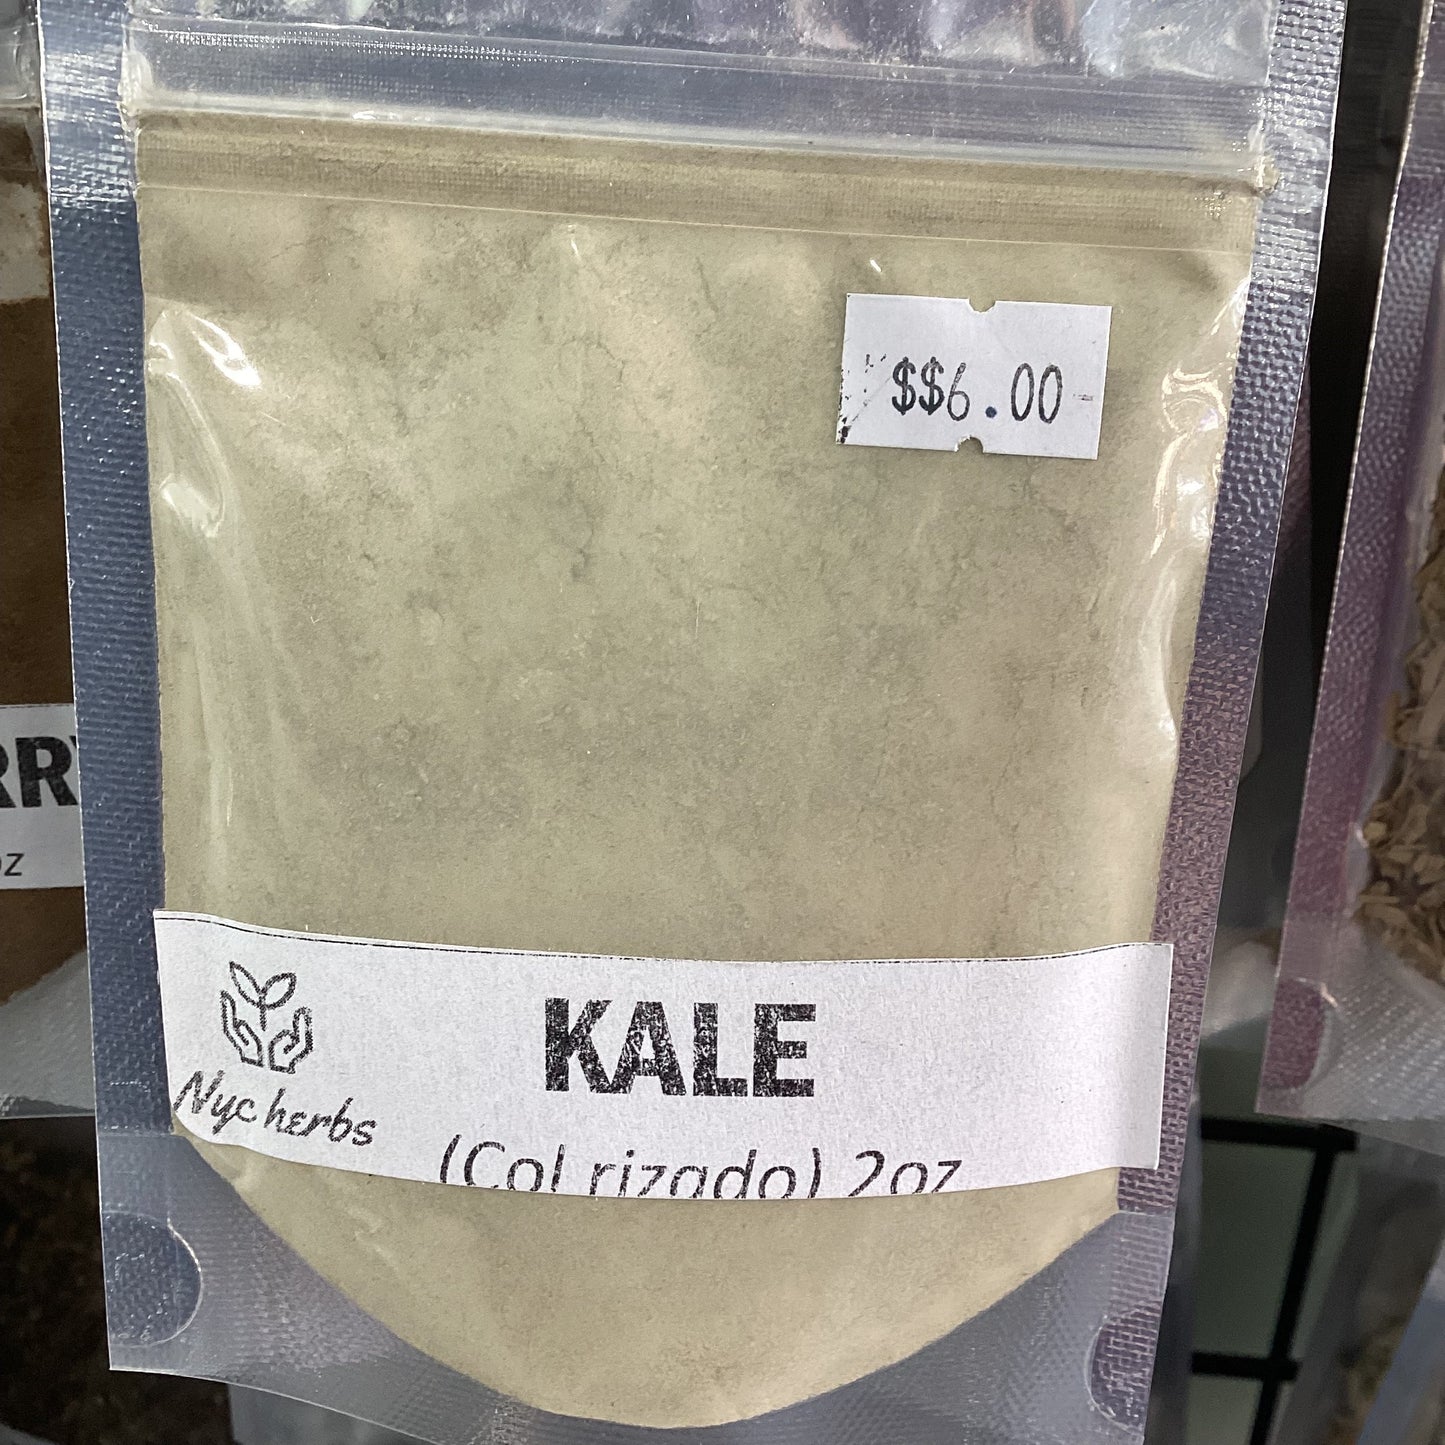 $$6.00
KALE
Nyc herbs
(Col rizado) 2oz